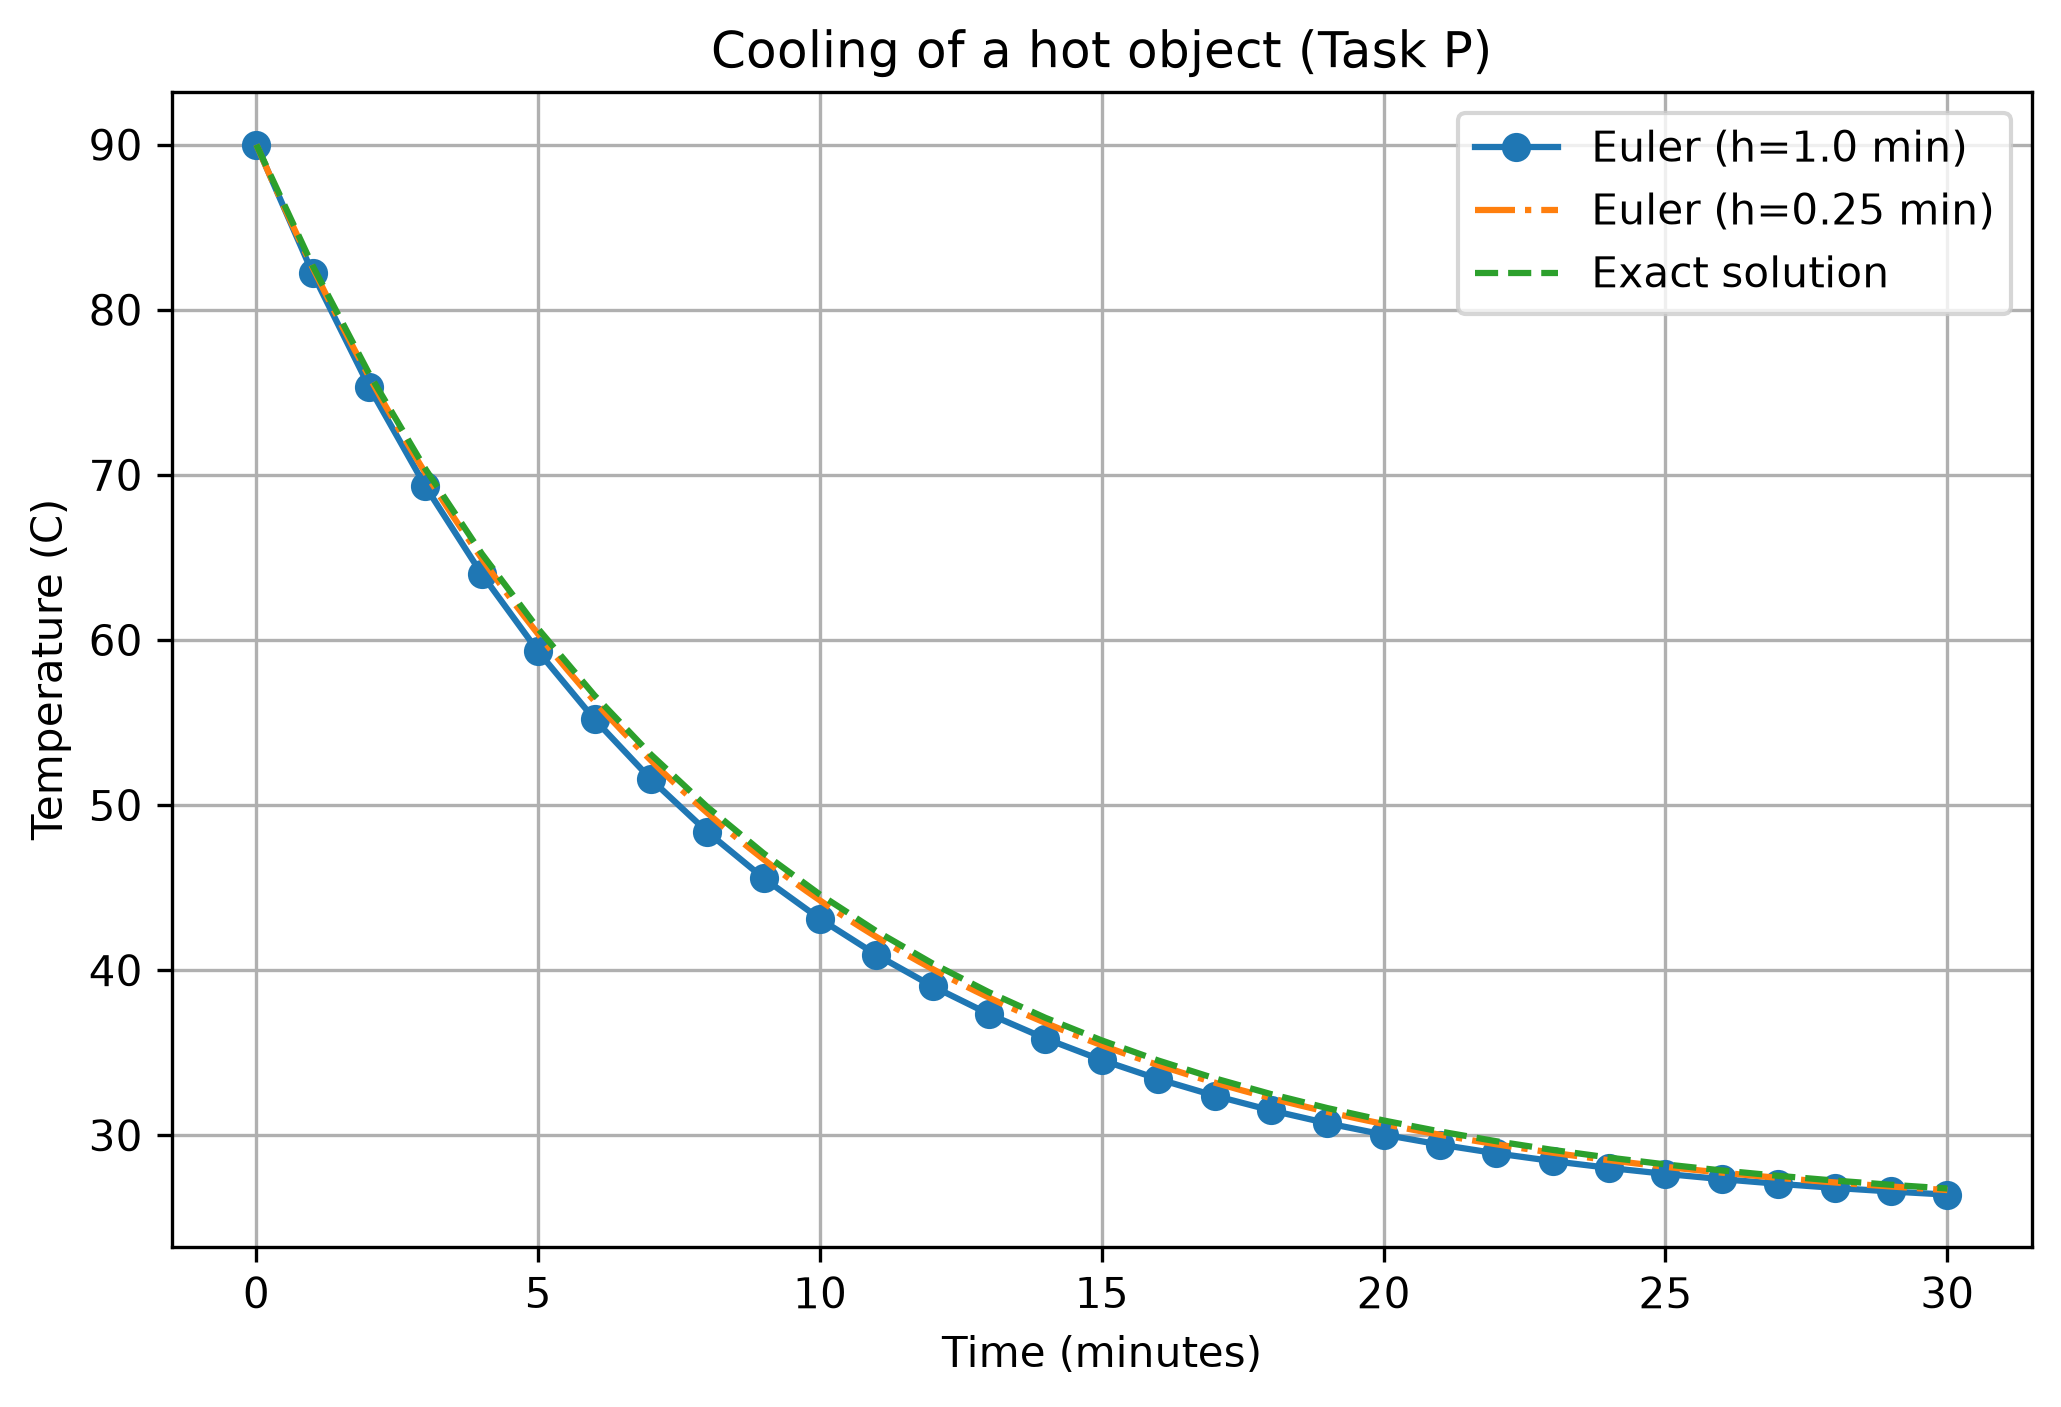 Cooling of a hot object (Task P)
Euler (h=1.0 min)
Euler (h=0.25 min)
Exact solution
Temperature (C)
90
80
70
60
50
40
30
0 5 10 15 20 25 30
Time (minutes)